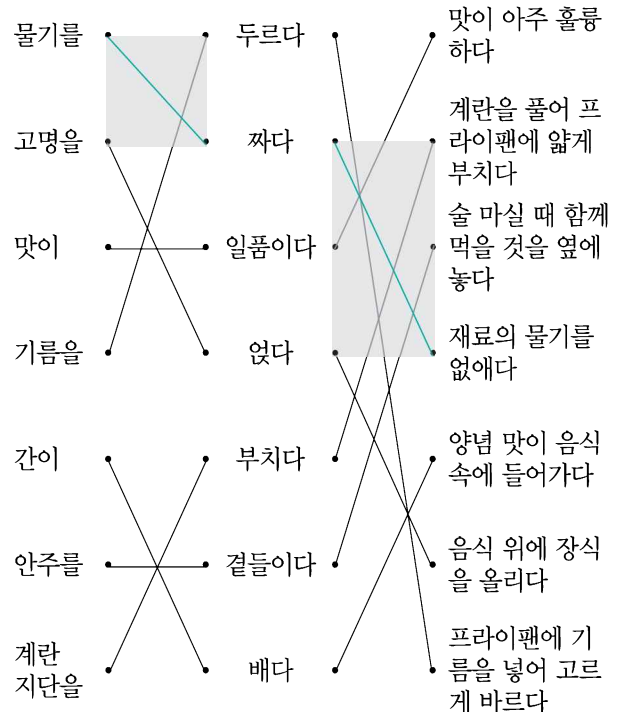 물기를
고명을
맛이
기름을
간이
안주를
계란
지단을
두르다
짜다
일품이다
얹다
부치다
곁들이다
배다
맛이 아주 훌륭
하다
계란을 풀어 프
라이팬에 얇게
부치다
술 마실 때 함께
먹을 것을 옆에
놓다
재료의 물기를
없애다
양념 맛이 음식
속에 들어가다
음식 위에 장식
을 올리다
프라이팬에 기
름을 넣어 고르
게 바르다